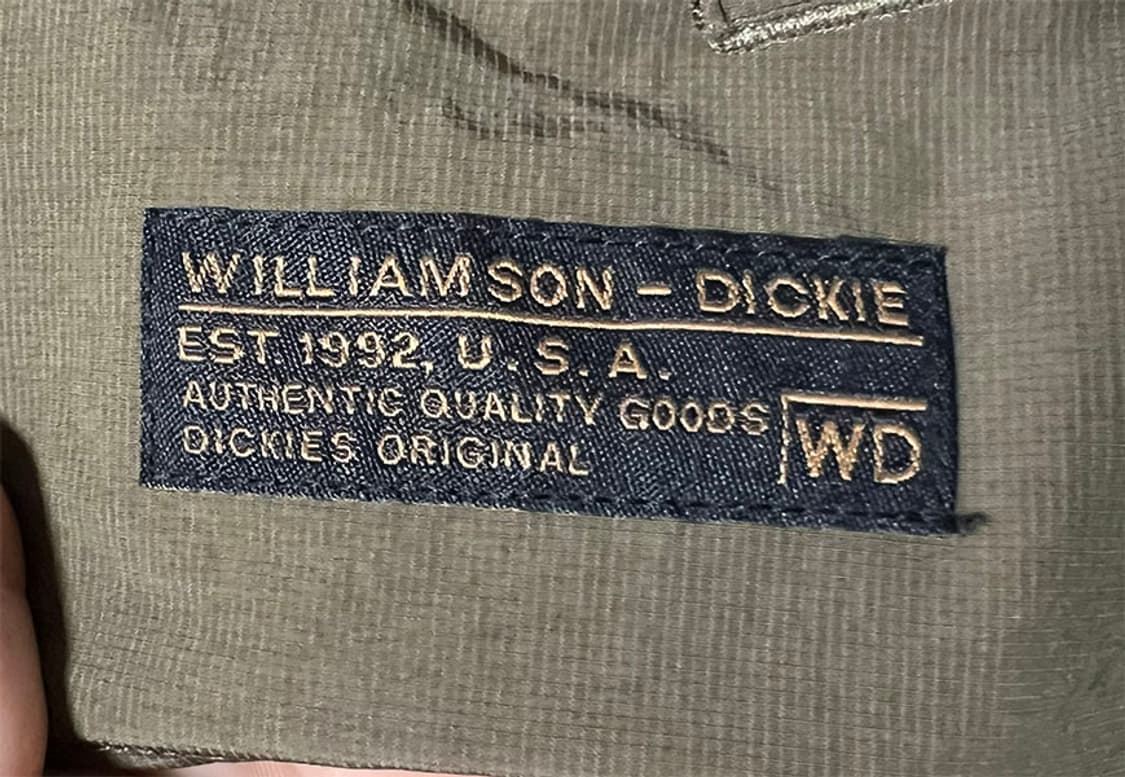 WILLIAMSON - DICKIE
EST 1992, U.S.A.
AUTHENTIC QUALITY GOODS
DICKIES ORIGINAL
WD